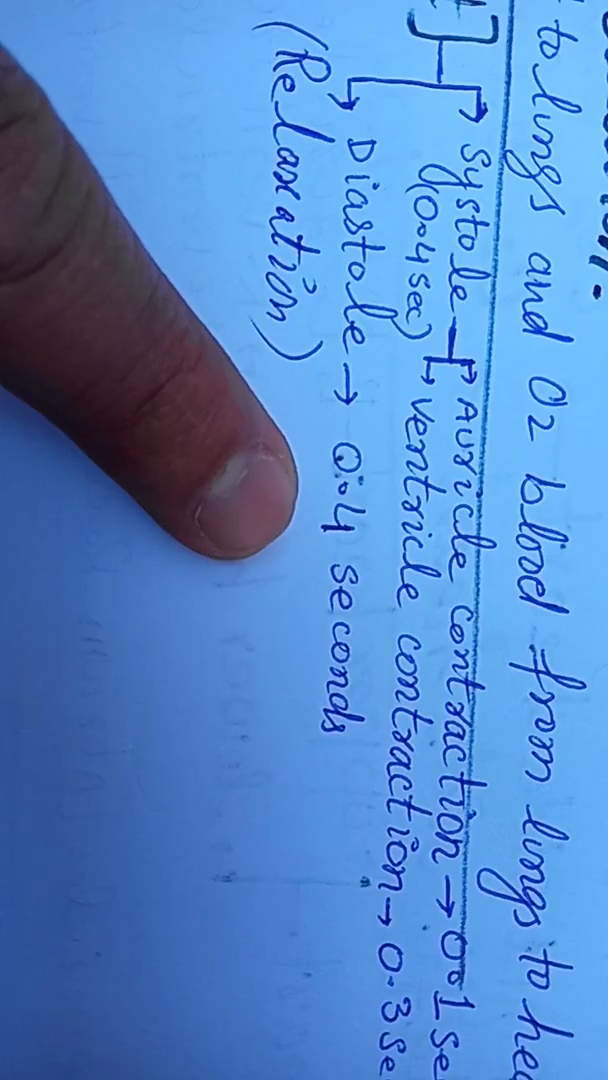 to lungs and O2 blood from lungs to
Systole → Auricle contraction → 0.1 se
(0.4 sec) → ventricle contraction → 0.3 se
→ Diastole → 0.4 seconds
(Relaxation)